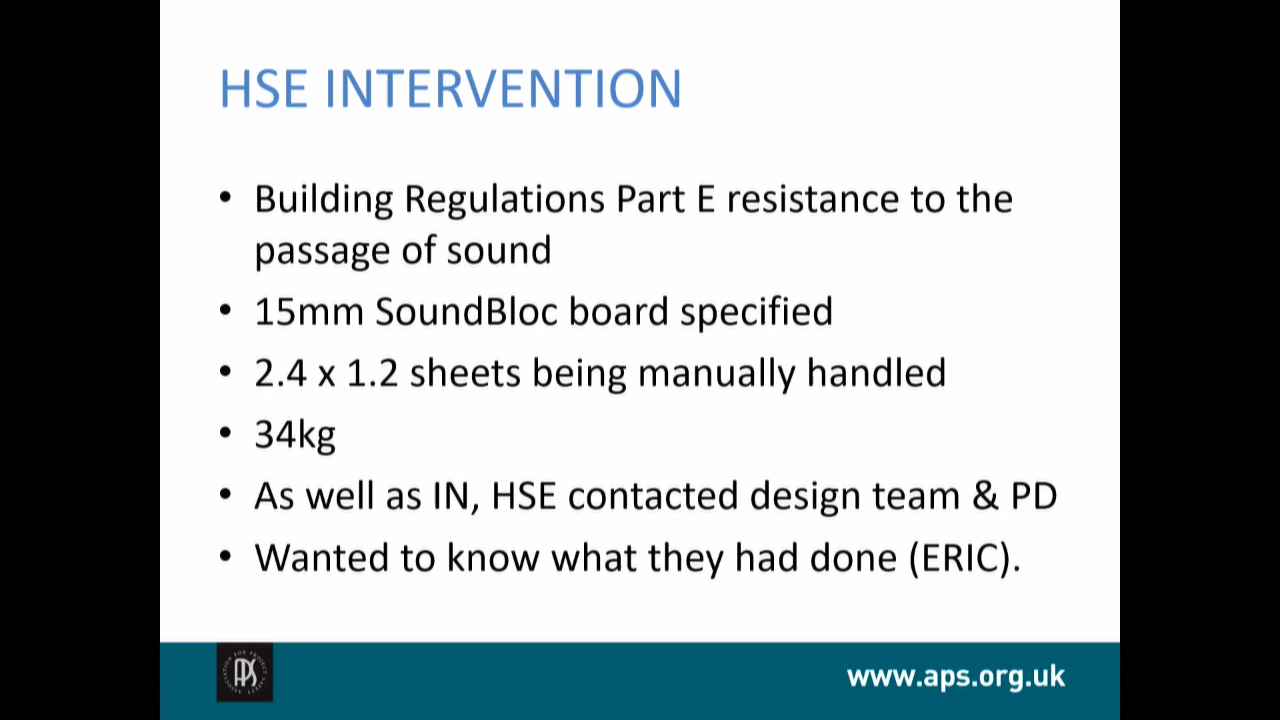 HSE INTERVENTION
• Building Regulations Part E resistance to the
passage of sound
• 15mm SoundBloc board specified
• 2.4 x 1.2 sheets being manually handled
• 34kg
• As well as IN, HSE contacted design team & PD
• Wanted to know what they had done (ERIC).
APS
www.aps.org.uk